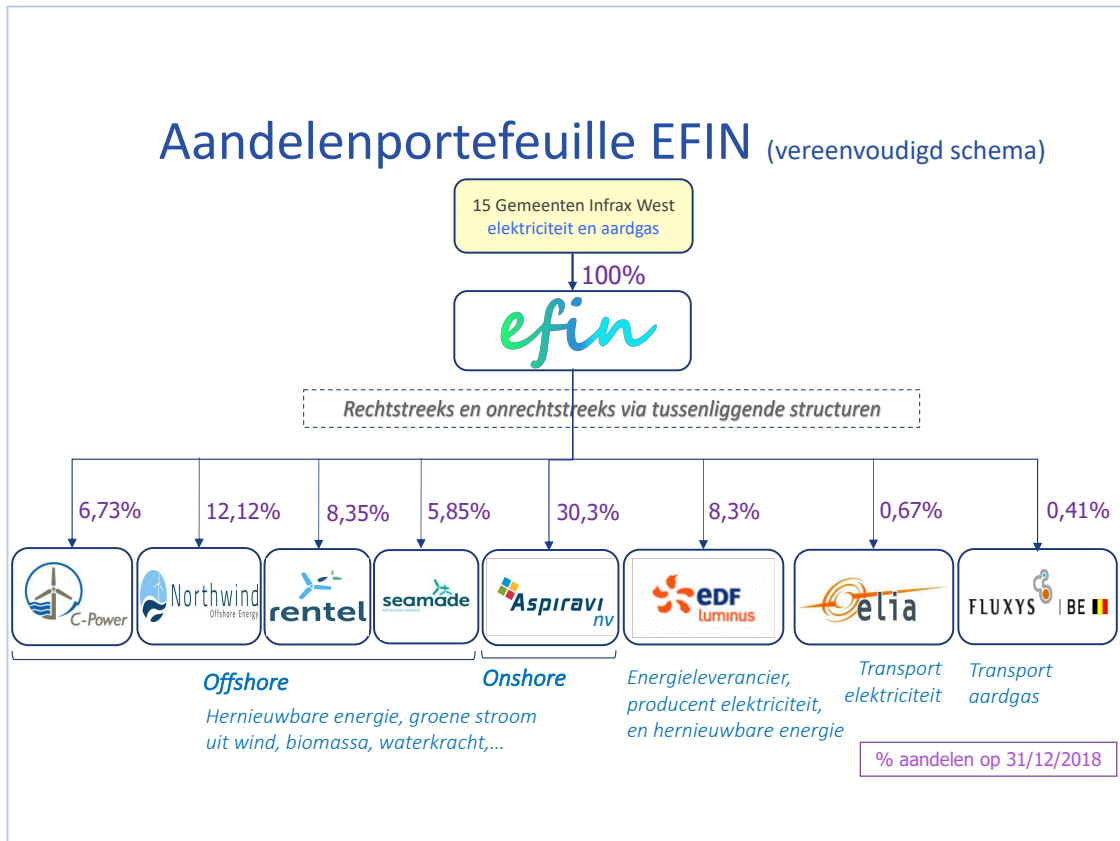 Aandelenportefeuille EFIN (vereenvoudigd schema)
15 Gemeenten Infrax West
elektriciteit en aardgas
100%
efin
Rechtstreeks en onrechtstreeks via tussenliggende structuren
6,73%
12,12%
8,35%
5,85%
30,3%
8,3%
0,67%
0,41%
C-Power
Northwind
Offshore Energy
rentel
seamade
Aspiravi
nv
eDF
luminus
elia
FLUXYS | BE
Offshore
Onshore
Hernieuwbare energie, groene stroom
uit wind, biomassa, waterkracht,...
Energieleverancier,
producent elektriciteit,
en hernieuwbare energie
Transport
elektriciteit
Transport
aardgas
% aandelen op 31/12/2018